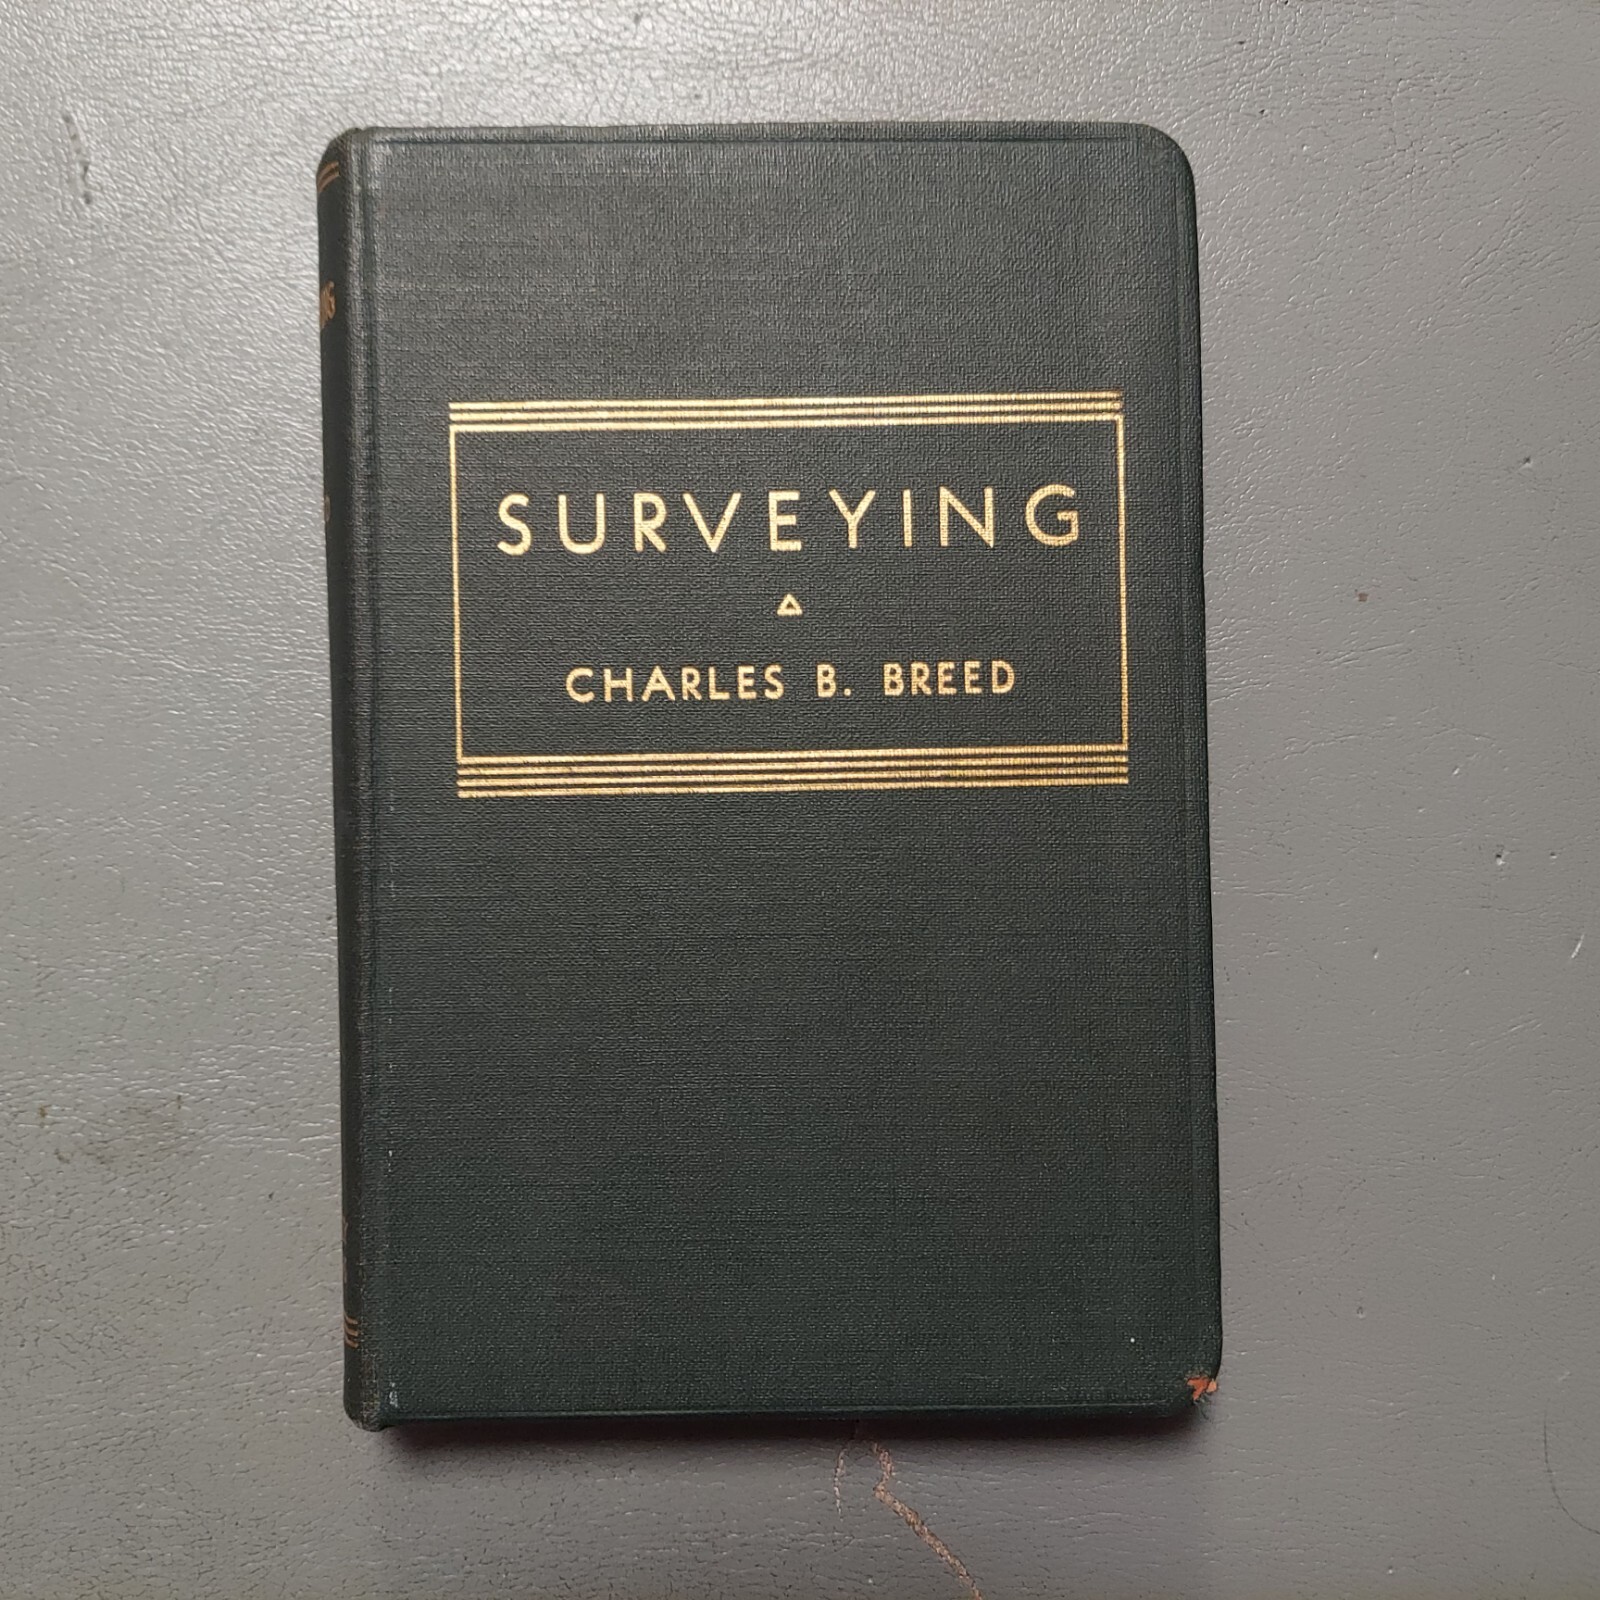 SURVEYING
CHARLES B. BREED